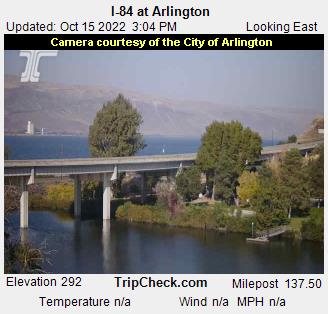 I-84 at Arlington
Updated: Oct 15 2022 3:04 PM Looking East
Camera courtesy of the City of Arlington
Elevation 292 TripCheck.com Milepost 137.50
Temperature n/a Wind n/a MPH n/a